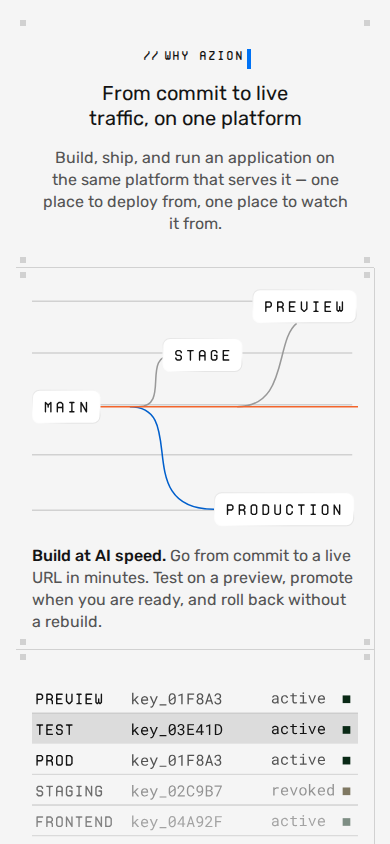 // WHY AZION
From commit to live
traffic, on one platform
Build, ship, and run an application on
the same platform that serves it — one
place to deploy from, one place to watch
it from.
PREVIEW
STAGE
MAIN
PRODUCTION
Build at AI speed. Go from commit to a live
URL in minutes. Test on a preview, promote
when you are ready, and roll back without
a rebuild.
PREVIEW key_01F8A3 active
TEST key_03E41D active
PROD key_01F8A3 active
STAGING key_02C9B7 revoked
FRONTEND key_04A92F active